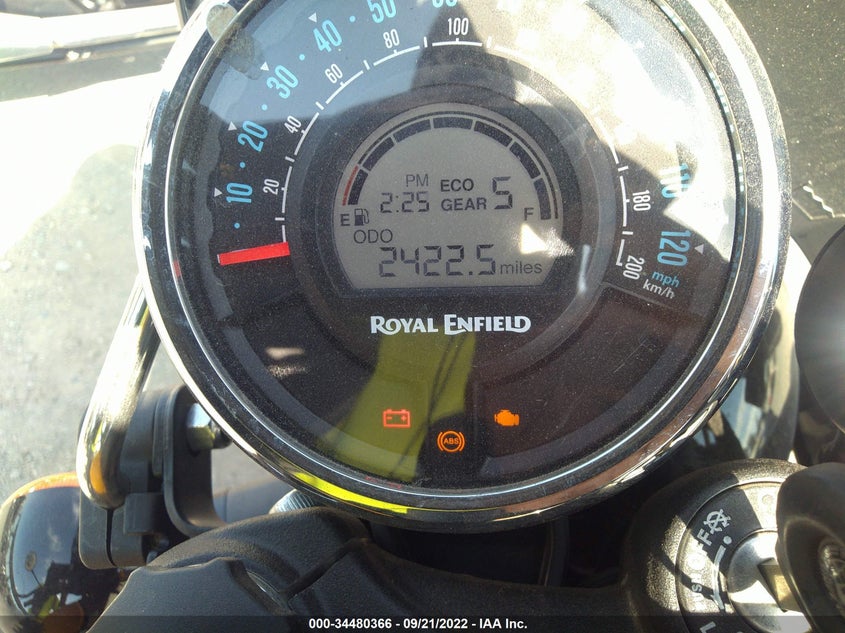 10 20 30 40 50
20 40 60 80 100
180 200 km/h
120 mph
PM ECO
2:25 GEAR 5
E F
ODO
2422.5 miles
ROYAL ENFIELD
ABS
OFF
000-34480366 - 09/21/2022 - IAA Inc.